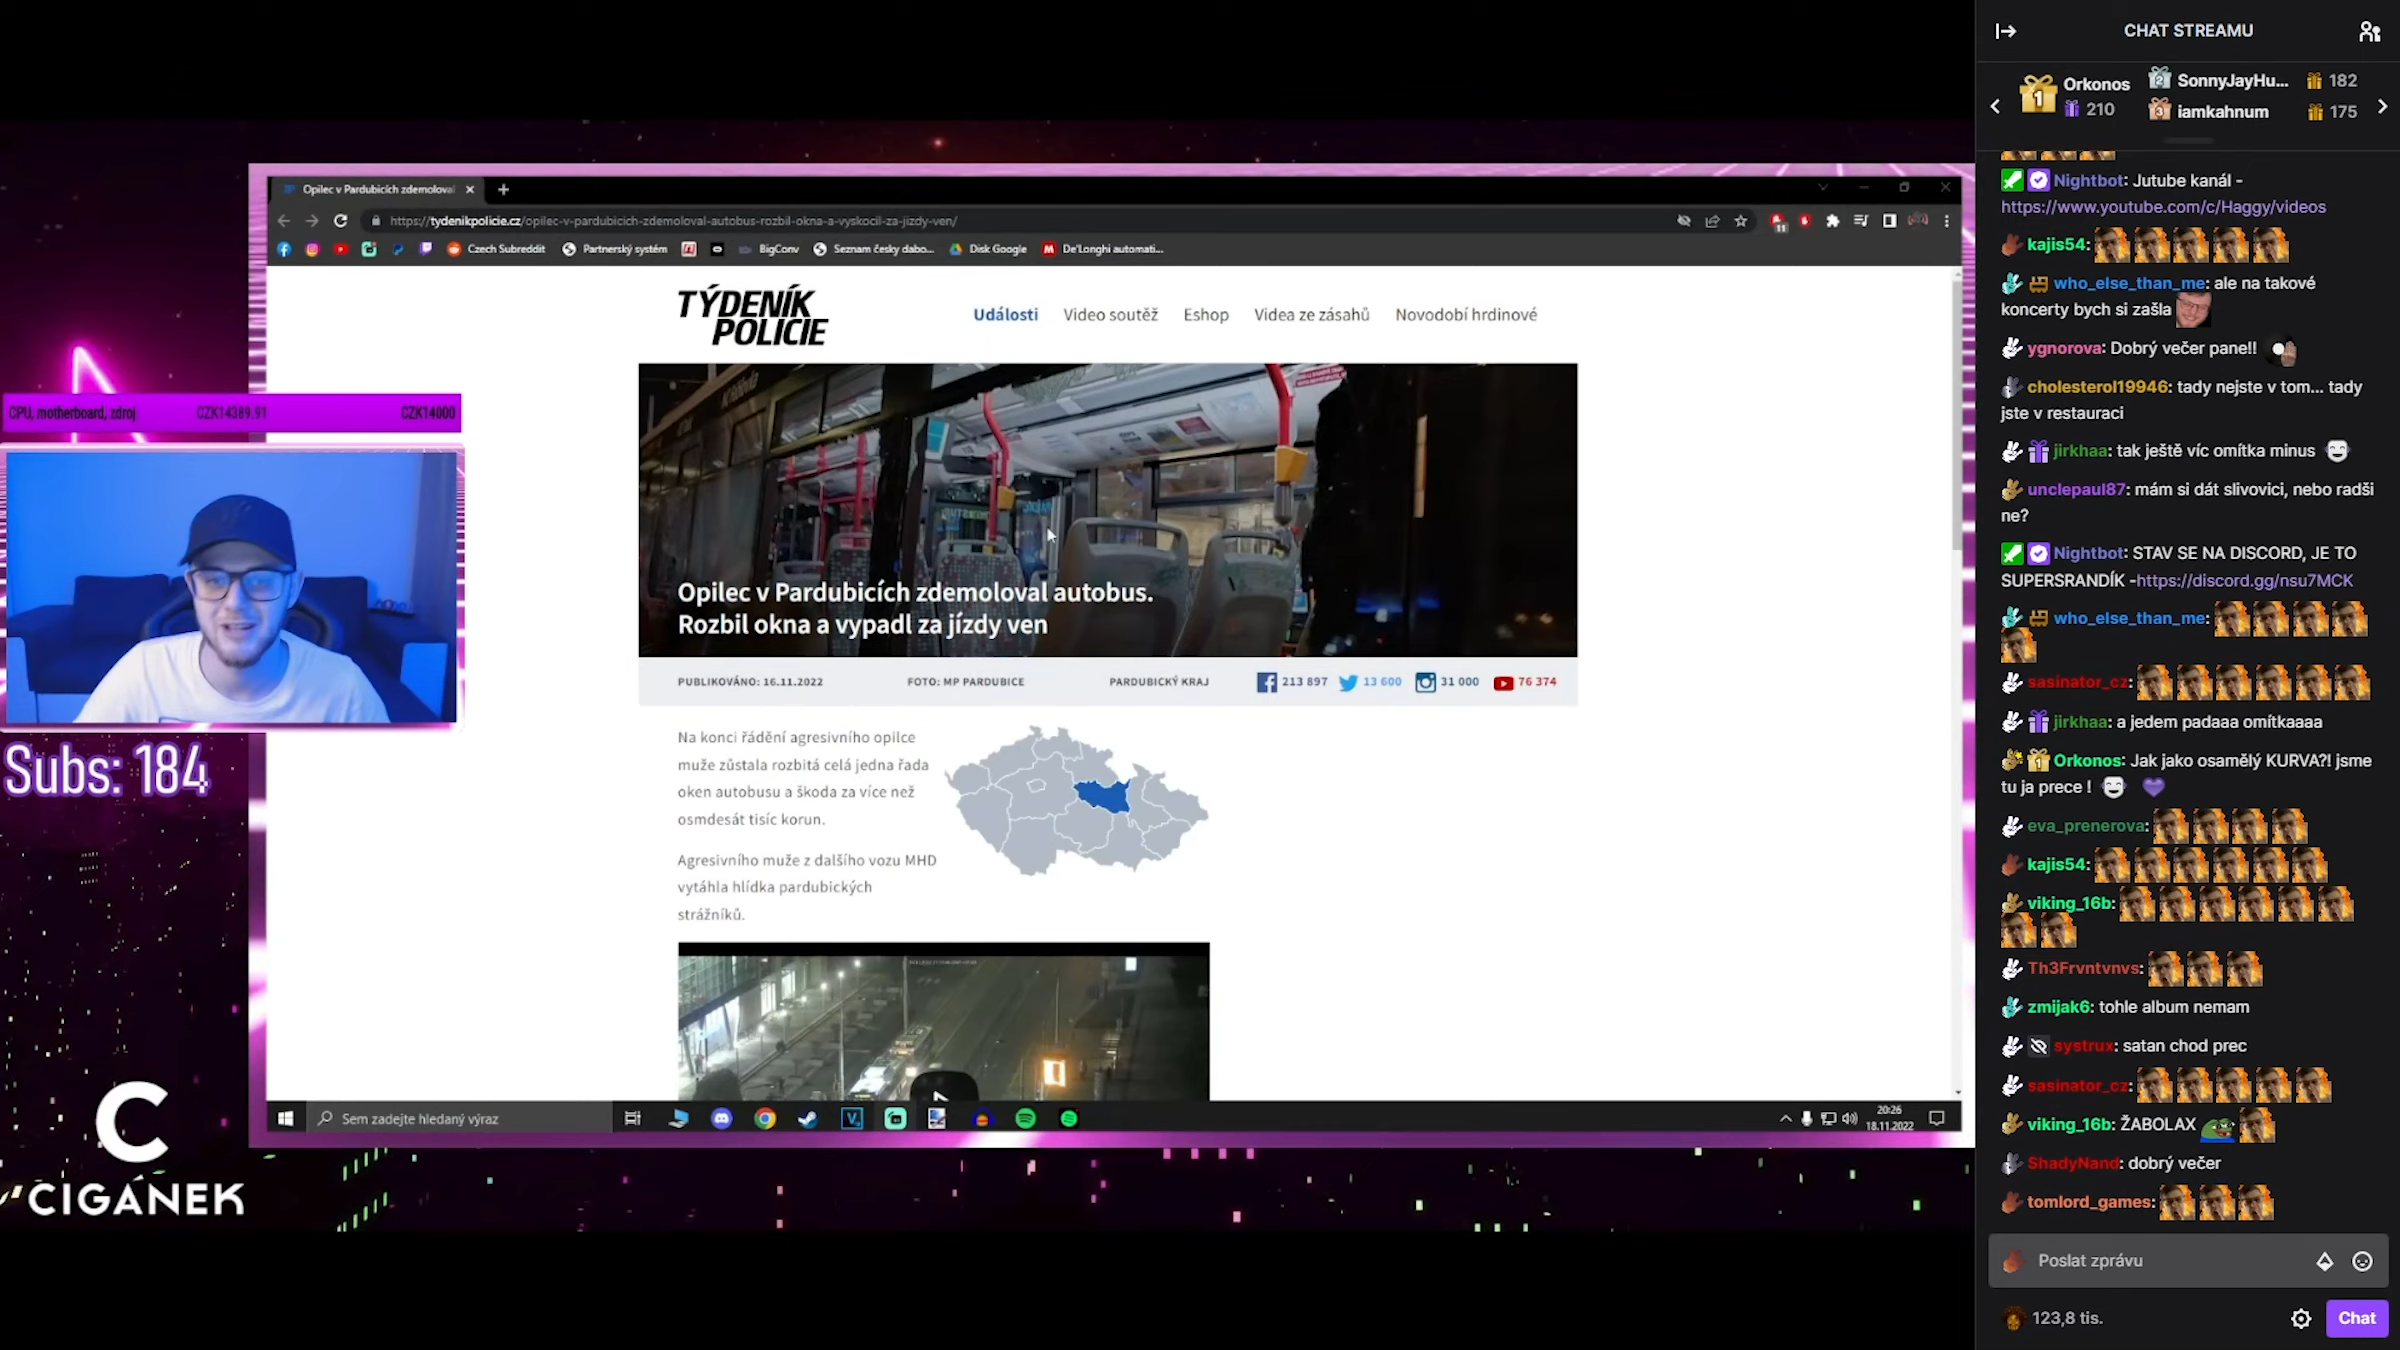 Opilec v Pardubicích zdemoloval
https://tydenikpolicie.cz/opilec-v-pardubicich-zdemoloval-autobus-rozbil-okna-a-vyskocil-za-jizdy-ven/
11
Czech Subreddit
Partnerský systém
BigConv
Seznam česky dabo...
Disk Google
De'Longhi automati...
TÝDENÍK
POLICIE
Události
Video soutěž
Eshop
Videa ze zásahů
Novodobí hrdinové
Opilec v Pardubicích zdemoloval autobus.
Rozbil okna a vypadl za jízdy ven
PUBLIKOVÁNO: 16.11.2022
FOTO: MP PARDUBICE
PARDUBICKÝ KRAJ
213 897
13 600
31 000
76 374
Na konci řádění agresivního opilce
muže zůstala rozbitá celá jedna řada
oken autobusu a škoda za více než
osmdesát tisíc korun.
Agresivního muže z dalšího vozu MHD
vytáhla hlídka pardubických
strážníků.
Sem zadejte hledaný výraz
20:26
18.11.2022
CPU, motherboard, zdroj
CZK14389.91
CZK14000
Subs: 184
CIGÁNEK
CHAT STREAMU
1
Orkonos
210
2
SonnyJayHu...
182
3
iamkahnum
175
Nightbot: Jutube kanál -
https://www.youtube.com/c/Haggy/videos
kajis54:
who_else_than_me: ale na takové
koncerty bych si zašla
ygnorova: Dobrý večer pane!!
cholesterol19946: tady nejste v tom... tady
jste v restauraci
jirkhaa: tak ještě víc omítka minus
unclepaul87: mám si dát slivovici, nebo radši
ne?
Nightbot: STAV SE NA DISCORD, JE TO
SUPERSRANDÍK -https://discord.gg/nsu7MCK
who_else_than_me:
sasinator_cz:
jirkhaa: a jedem padaaa omítkaaaa
Orkonos: Jak jako osamělý KURVA?! jsme
tu ja prece !
eva_prenerova:
kajis54:
viking_16b:
Th3Frvntvnvs:
zmijak6: tohle album nemam
systrux: satan chod prec
sasinator_cz:
viking_16b: ŽABOLAX
ShadyNand: dobrý večer
tomlord_games:
Poslat zprávu
123,8 tis.
Chat